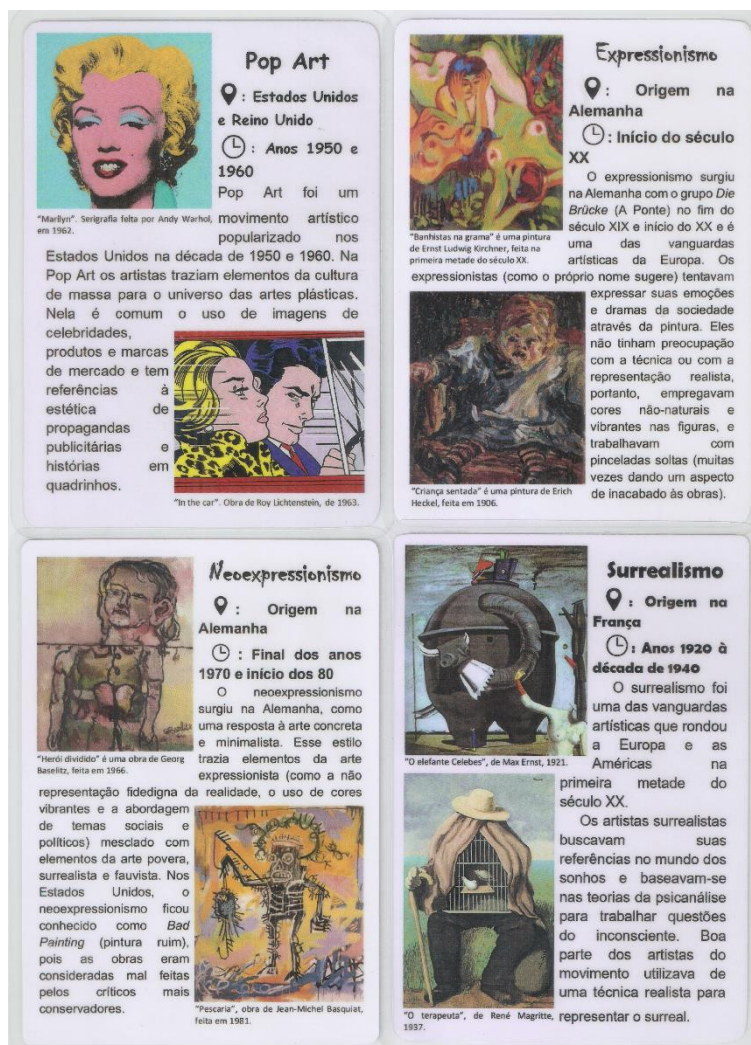 Pop Art
: Estados Unidos
e Reino Unido
: Anos 1950 e
1960
Pop Art foi um
movimento artístico
popularizado nos
"Marilyn". Serigrafia feita por Andy Warhol,
em 1962.
Estados Unidos na década de 1950 e 1960. Na
Pop Art os artistas traziam elementos da cultura
de massa para o universo das artes plásticas.
Nela é comum o uso de imagens de
celebridades,
produtos e marcas
de mercado e tem
referências à
estética de
propagandas
publicitárias e
histórias em
quadrinhos.
"In the car". Obra de Roy Lichtenstein, de 1963.
Expressionismo
: Origem na
Alemanha
: Início do século
XX
O expressionismo surgiu
na Alemanha com o grupo Die
Brücke (A Ponte) no fim do
século XIX e início do XX e é
uma das vanguardas
artísticas da Europa. Os
"Banhistas na grama" é uma pintura
de Ernst Ludwig Kirchner, feita na
primeira metade do século XX.
expressionistas (como o próprio nome sugere) tentavam
expressar suas emoções
e dramas da sociedade
através da pintura. Eles
não tinham preocupação
com a técnica ou com a
representação realista,
portanto, empregavam
cores não-naturais e
vibrantes nas figuras, e
trabalhavam com
pinceladas soltas (muitas
vezes dando um aspecto
de inacabado às obras).
"Criança sentada" é uma pintura de Erich
Heckel, feita em 1906.
Neoexpressionismo
: Origem na
Alemanha
: Final dos anos
1970 e início dos 80
O neoexpressionismo
surgiu na Alemanha, como
uma resposta à arte concreta
e minimalista. Esse estilo
trazia elementos da arte
expressionista (como a não
"Herói dividido" é uma obra de Georg
Baselitz, feita em 1966.
representação fidedigna da realidade, o uso de cores
vibrantes e a abordagem
de temas sociais e
políticos) mesclado com
elementos da arte povera,
surrealista e fauvista. Nos
Estados Unidos, o
neoexpressionismo ficou
conhecido como Bad
Painting (pintura ruim),
pois as obras eram
consideradas mal feitas
pelos críticos mais
conservadores.
"Pescaria", obra de Jean-Michel Basquiat,
feita em 1981.
Surrealismo
: Origem na
França
: Anos 1920 à
década de 1940
O surrealismo foi
uma das vanguardas
artísticas que rondou
a Europa e as
Américas na
"O elefante Celebes", de Max Ernst, 1921.
primeira metade do
século XX.
Os artistas surrealistas
buscavam suas
referências no mundo dos
sonhos e baseavam-se
nas teorias da psicanálise
para trabalhar questões
do inconsciente. Boa
parte dos artistas do
movimento utilizava de
uma técnica realista para
representar o surreal.
"O terapeuta", de René Magritte,
1937.